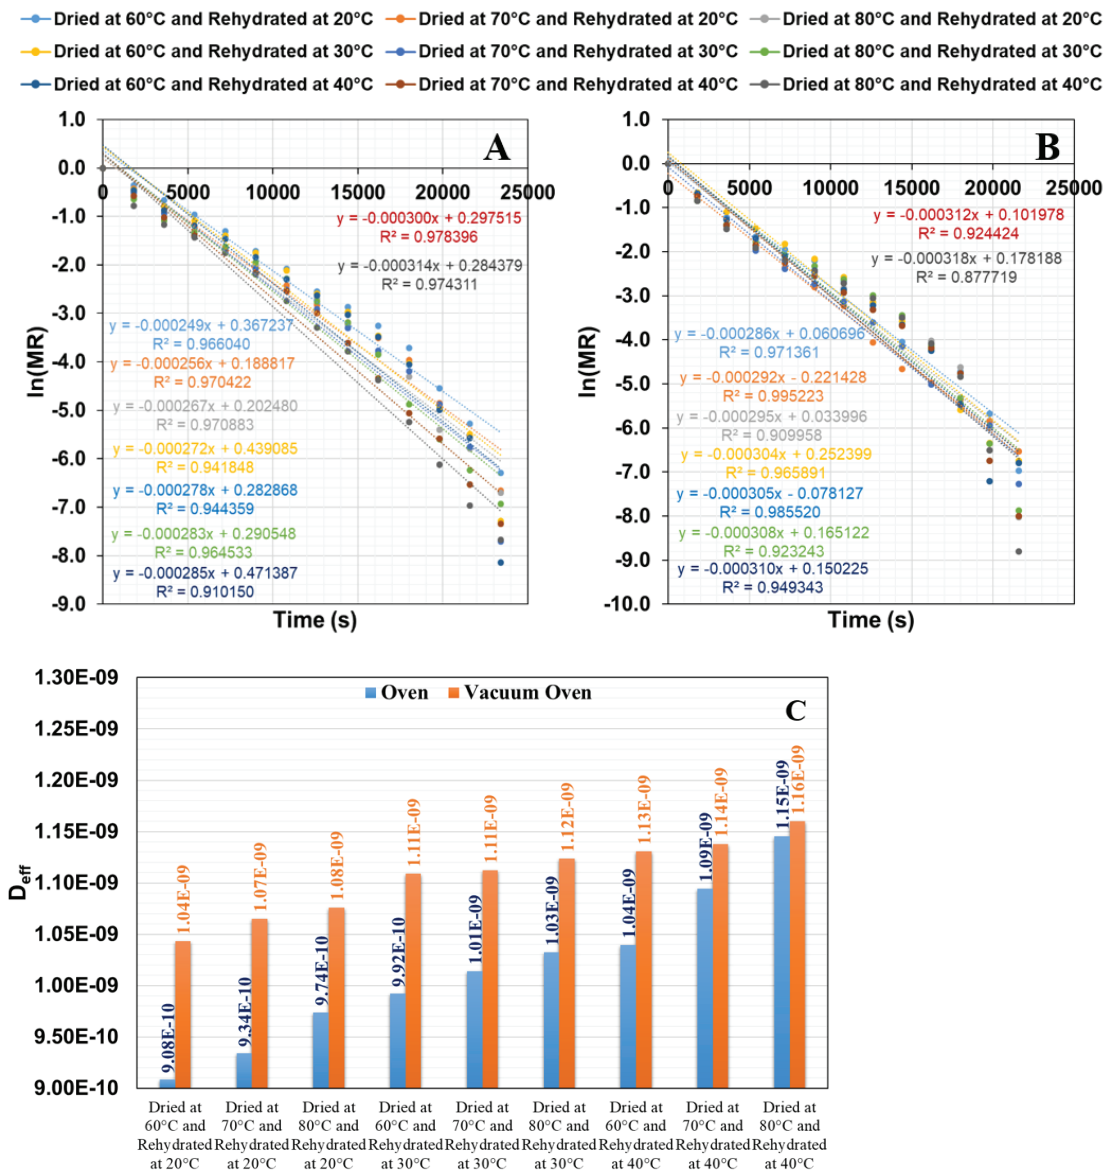 Dried at 60°C and Rehydrated at 20°C Dried at 70°C and Rehydrated at 20°C Dried at 80°C and Rehydrated at 20°C
Dried at 60°C and Rehydrated at 30°C Dried at 70°C and Rehydrated at 30°C Dried at 80°C and Rehydrated at 30°C
Dried at 60°C and Rehydrated at 40°C Dried at 70°C and Rehydrated at 40°C Dried at 80°C and Rehydrated at 40°C
A
1.0
0.0
-1.0
-2.0
-3.0
-4.0
-5.0
-6.0
-7.0
-8.0
-9.0
ln(MR)
0 5000 10000 15000 20000 25000
y = -0.000300x + 0.297515
R² = 0.978396
y = -0.000314x + 0.284379
R² = 0.974311
y = -0.000249x + 0.367237
R² = 0.966040
y = -0.000256x + 0.188817
R² = 0.970422
y = -0.000267x + 0.202480
R² = 0.970883
y = -0.000272x + 0.439085
R² = 0.941848
y = -0.000278x + 0.282868
R² = 0.944359
y = -0.000283x + 0.290548
R² = 0.964533
y = -0.000285x + 0.471387
R² = 0.910150
Time (s)
B
1.0
0.0
-1.0
-2.0
-3.0
-4.0
-5.0
-6.0
-7.0
-8.0
-9.0
-10.0
ln(MR)
0 5000 10000 15000 20000 25000
y = -0.000312x + 0.101978
R² = 0.924424
y = -0.000318x + 0.178188
R² = 0.877719
y = -0.000286x + 0.060696
R² = 0.971361
y = -0.000292x - 0.221428
R² = 0.995223
y = -0.000295x + 0.033996
R² = 0.909958
y = -0.000304x + 0.252399
R² = 0.965891
y = -0.000305x - 0.078127
R² = 0.985520
y = -0.000308x + 0.165122
R² = 0.923243
y = -0.000310x + 0.150225
R² = 0.949343
Time (s)
Oven Vacuum Oven
C
1.30E-09
1.25E-09
1.20E-09
1.15E-09
1.10E-09
1.05E-09
1.00E-09
9.50E-10
9.00E-10
Deff
9.08E-10
1.04E-09
9.34E-10
1.07E-09
9.74E-10
1.08E-09
9.92E-10
1.11E-09
1.01E-09
1.11E-09
1.03E-09
1.12E-09
1.04E-09
1.13E-09
1.09E-09
1.14E-09
1.15E-09
1.16E-09
Dried at Dried at Dried at Dried at Dried at Dried at Dried at Dried at Dried at
60°C and 70°C and 80°C and 60°C and 70°C and 80°C and 60°C and 70°C and 80°C and
Rehydrated Rehydrated Rehydrated Rehydrated Rehydrated Rehydrated Rehydrated Rehydrated Rehydrated
at 20°C at 20°C at 20°C at 30°C at 30°C at 30°C at 40°C at 40°C at 40°C